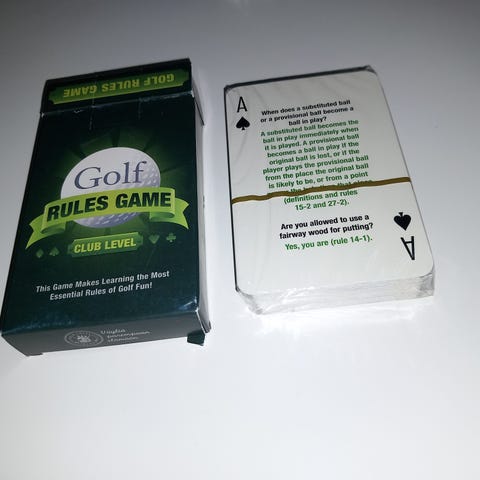 GOLF RULES GAME
Golf
RULES GAME
CLUB LEVEL
This Game Makes Learning the Most
Essential Rules of Golf Fun!
A
When does a substituted ball
or a provisional ball become a
ball in play?
A substituted ball becomes the
ball in play immediately when
it is played. A provisional ball
becomes a ball in play if the
original ball is lost, or if the
player plays the provisional ball
from the place the original ball
is likely to be, or from a point
(definitions and rules
15-2 and 27-2).
Are you allowed to use a
fairway wood for putting?
Yes, you are (rule 14-1).
A